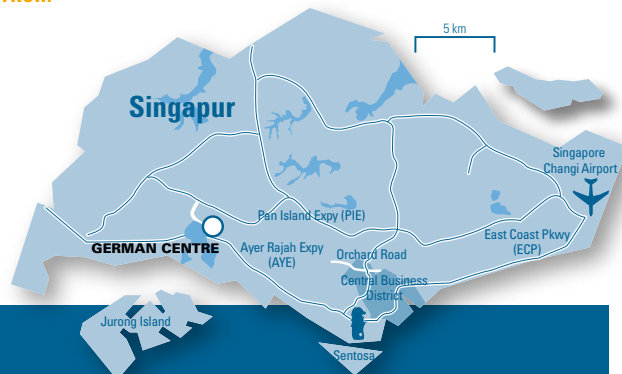 5 km
Singapur
Singapore
Changi Airport
Pan Island Expy (PIE)
East Coast Pkwy
(ECP)
GERMAN CENTRE
Ayer Rajah Expy
(AYE)
Orchard Road
Central Business
District
Jurong Island
Sentosa